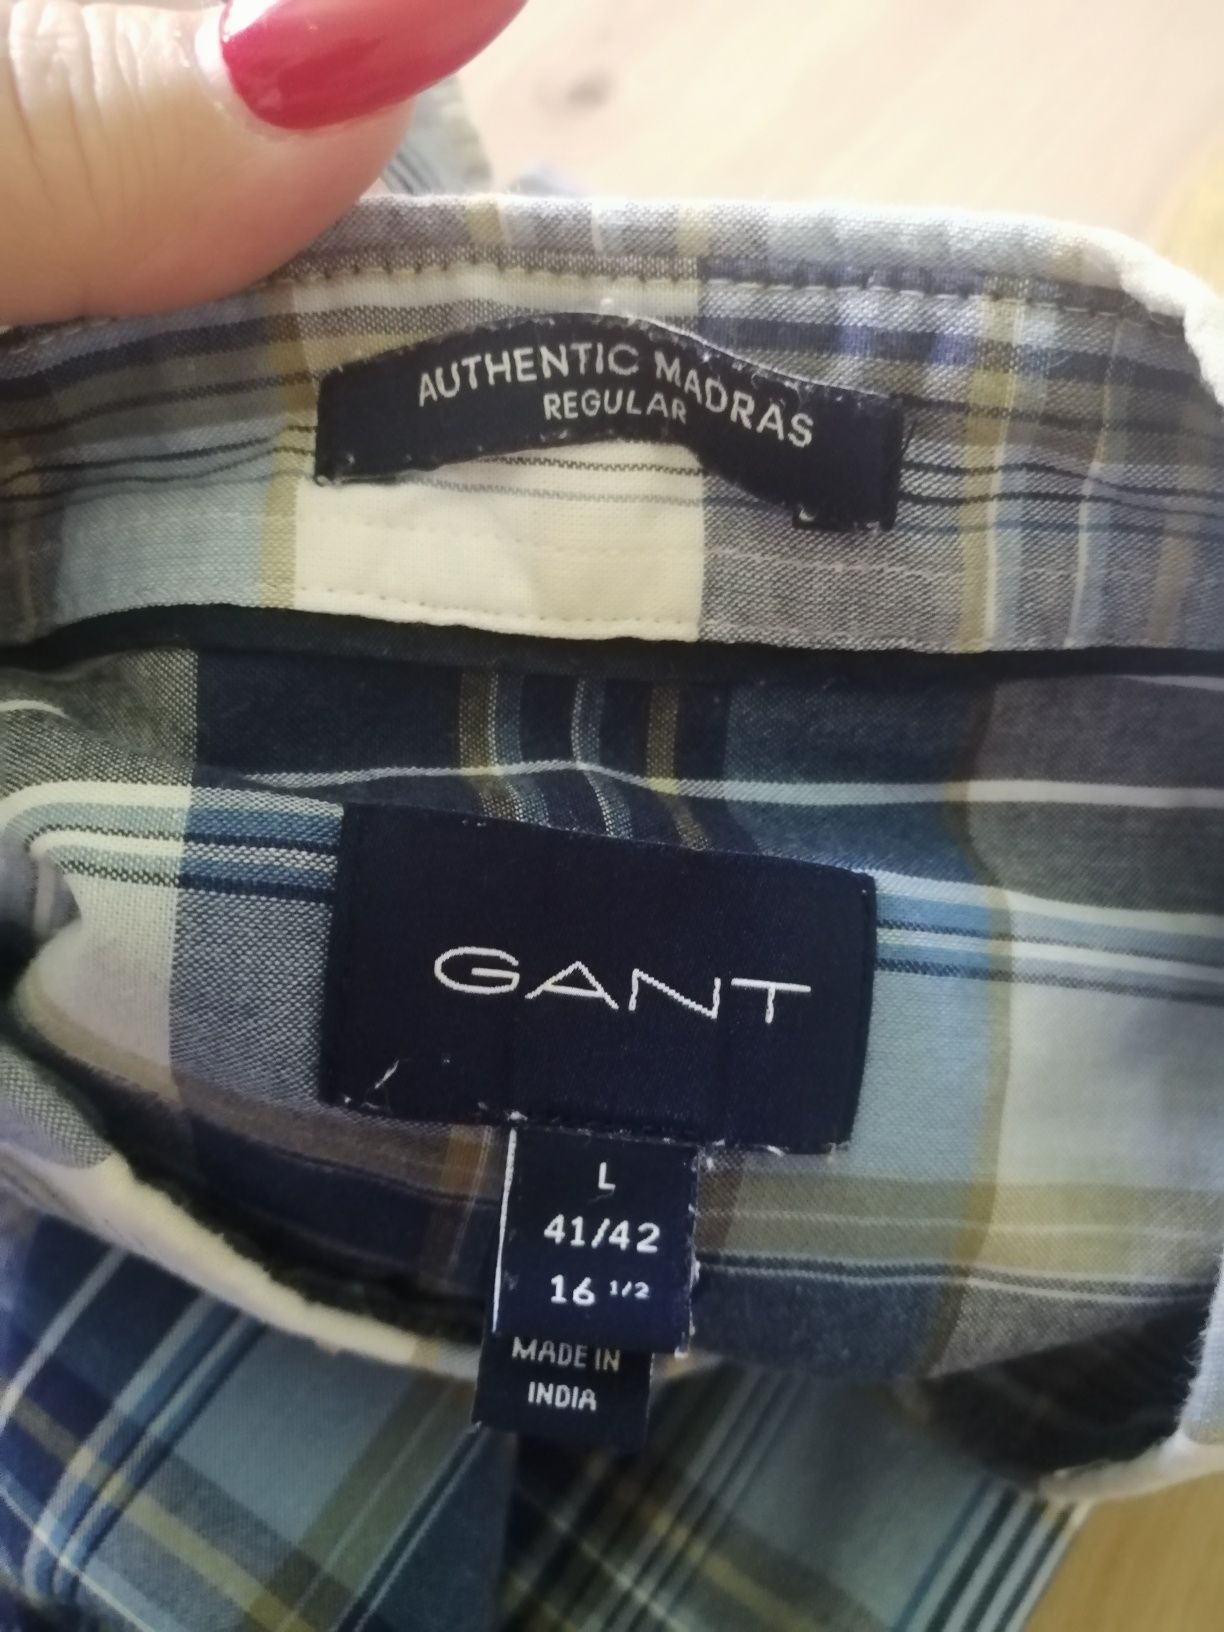 AUTHENTIC MADRAS
REGULAR
GANT
L
41/42
16 1/2
MADE IN
INDIA